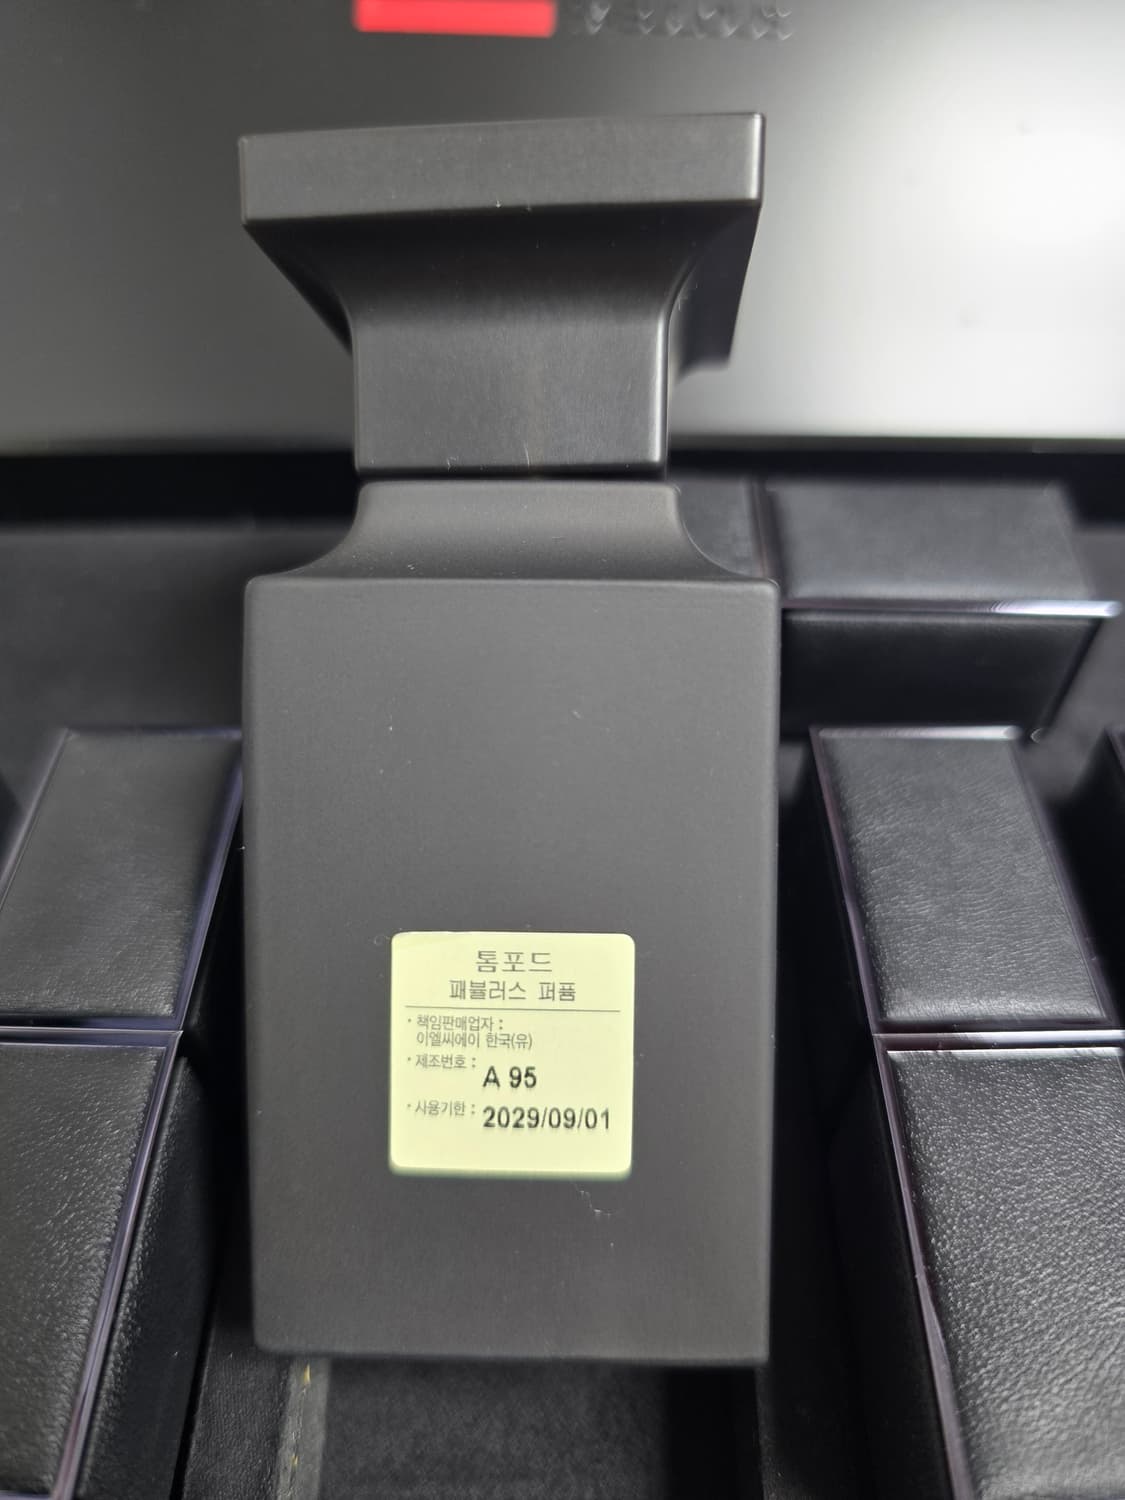 톰포드
패뷸러스 퍼퓸
· 책임판매업자 :
이엘씨에이 한국(유)
· 제조번호 :
A 95
· 사용기한 : 2029/09/01